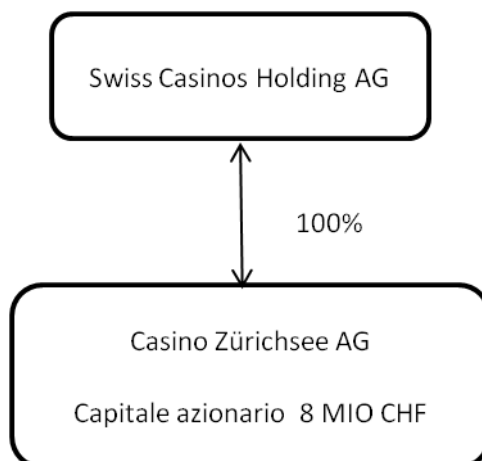 Swiss Casinos Holding AG
100%
Casino Zürichsee AG
Capitale azionario 8 MIO CHF